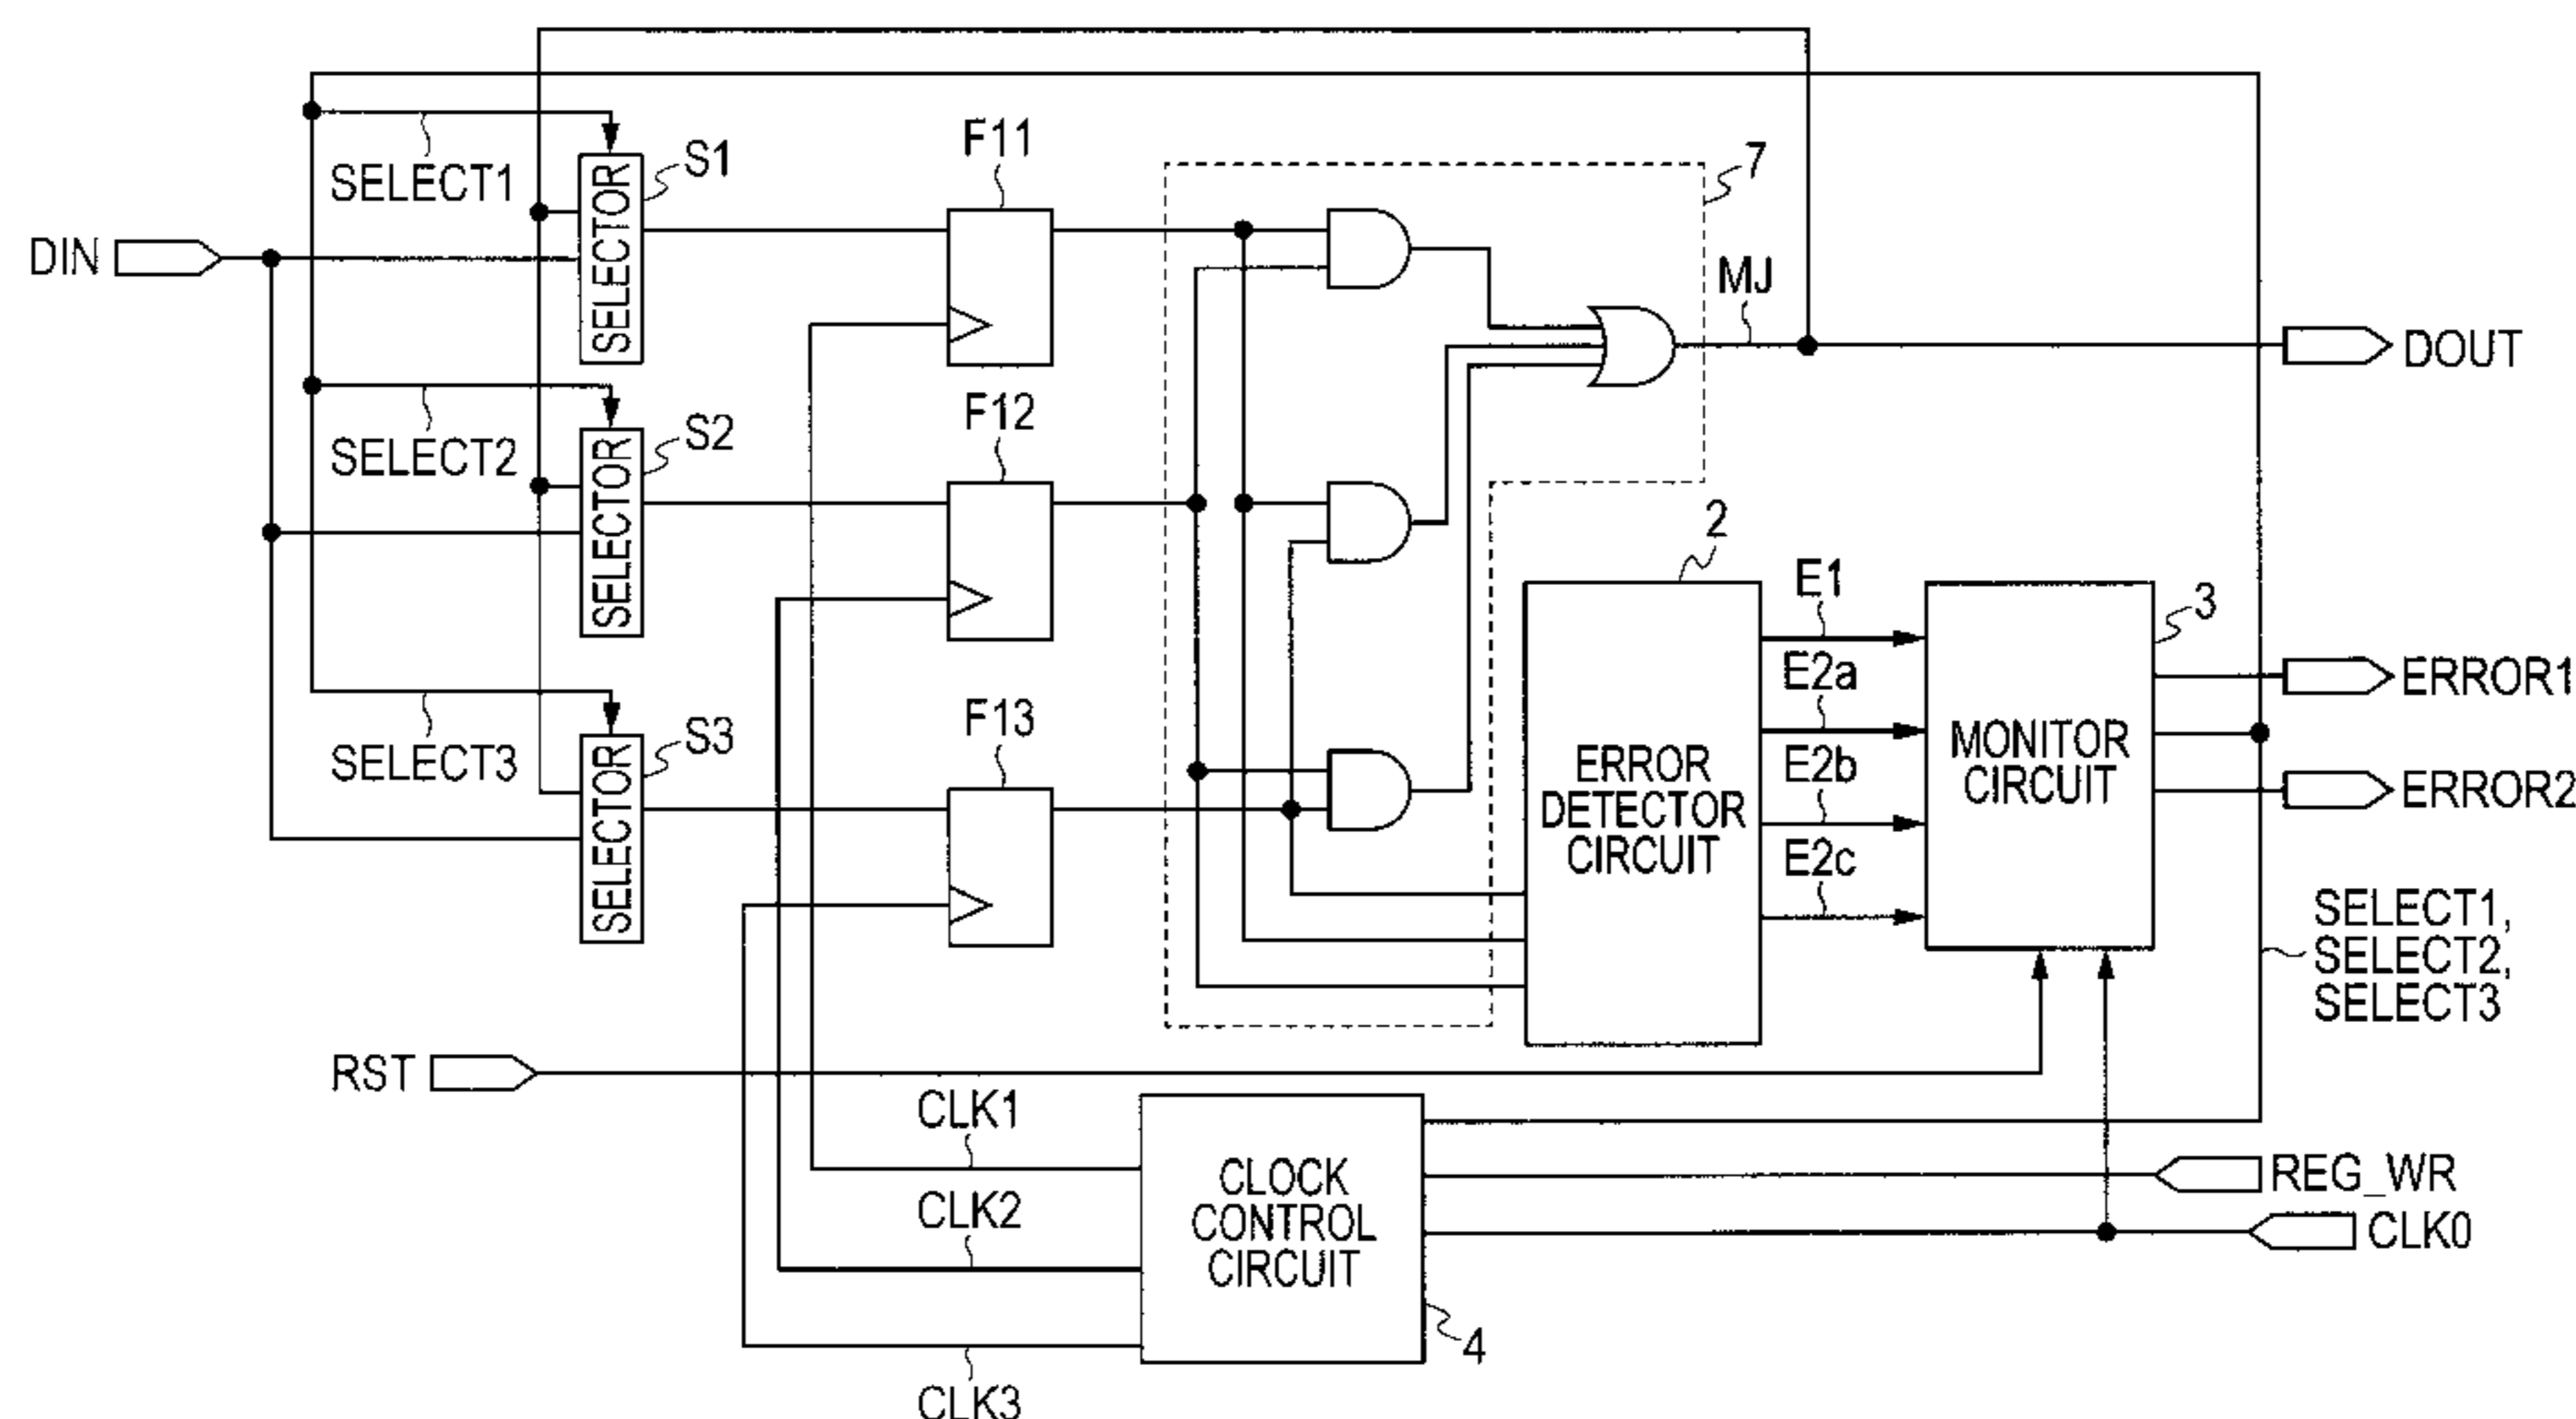 SELECT1
SELECTOR
S1
F11
7
DIN
MJ
DOUT
SELECT2
SELECTOR
S2
F12
2
E1
3
E2a
ERROR1
SELECT3
SELECTOR
S3
F13
ERROR
DETECTOR
CIRCUIT
E2b
MONITOR
CIRCUIT
ERROR2
E2c
SELECT1,
SELECT2,
SELECT3
RST
CLK1
CLK2
CLK3
CLOCK
CONTROL
CIRCUIT
4
REG_WR
CLK0